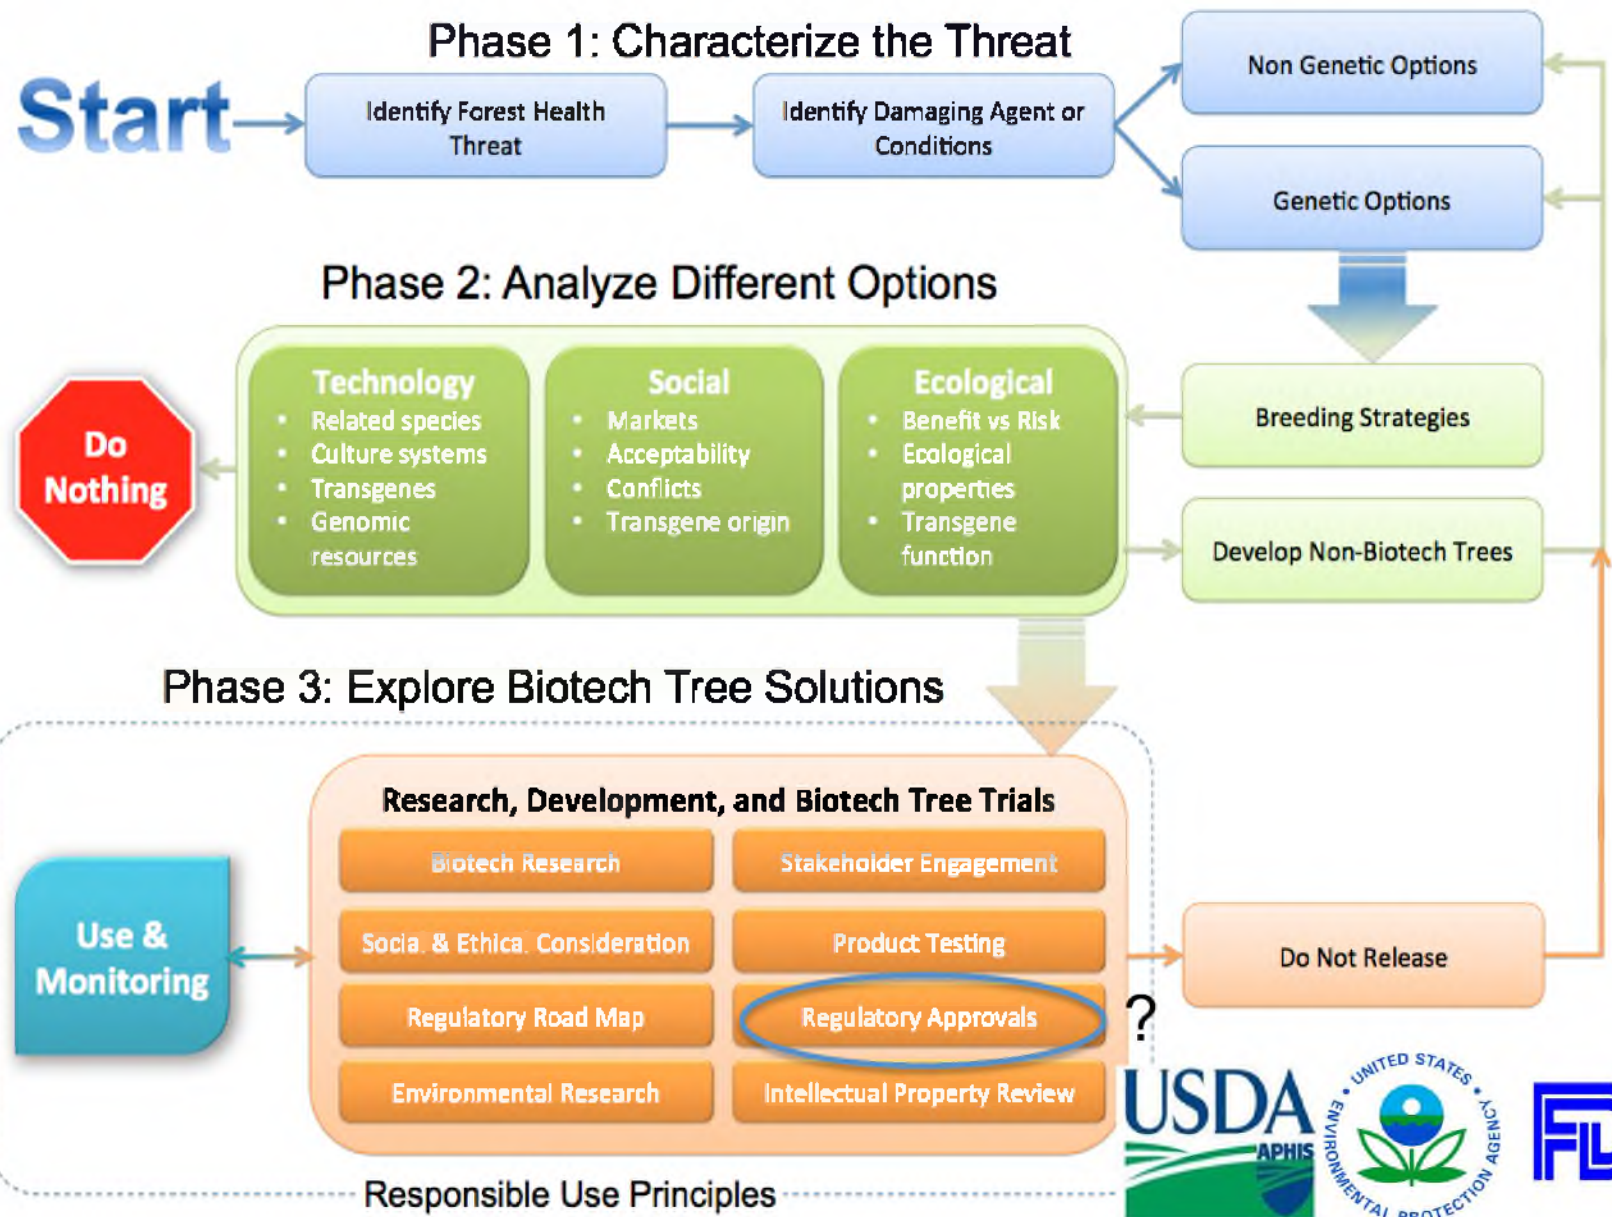 Phase 1: Characterize the Threat
Start
Identify Forest Health
Threat
Identify Damaging Agent or
Conditions
Non Genetic Options
Genetic Options
Phase 2: Analyze Different Options
Do
Nothing
Technology
• Related species
• Culture systems
• Transgenes
• Genomic
resources
Social
• Markets
• Acceptability
• Conflicts
• Transgene origin
Ecological
• Benefit vs Risk
• Ecological
properties
• Transgene
function
Breeding Strategies
Develop Non-Biotech Trees
Phase 3: Explore Biotech Tree Solutions
Research, Development, and Biotech Tree Trials
Biotech Research
Stakeholder Engagement
Social & Ethical Consideration
Product Testing
Regulatory Road Map
Regulatory Approvals
?
Environmental Research
Intellectual Property Review
Use &
Monitoring
Do Not Release
Responsible Use Principles
USDA
APHIS
UNITED STATES
ENVIRONMENTAL PROTECTION AGENCY